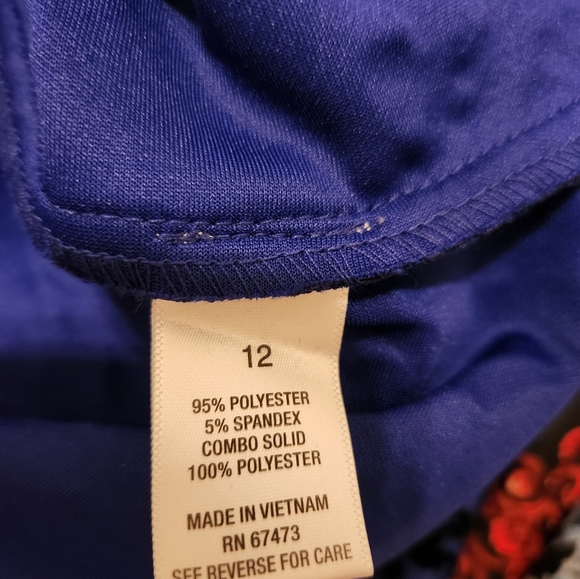 12
95% POLYESTER
5% SPANDEX
COMBO SOLID
100% POLYESTER
MADE IN VIETNAM
RN 67473
SEE REVERSE FOR CARE